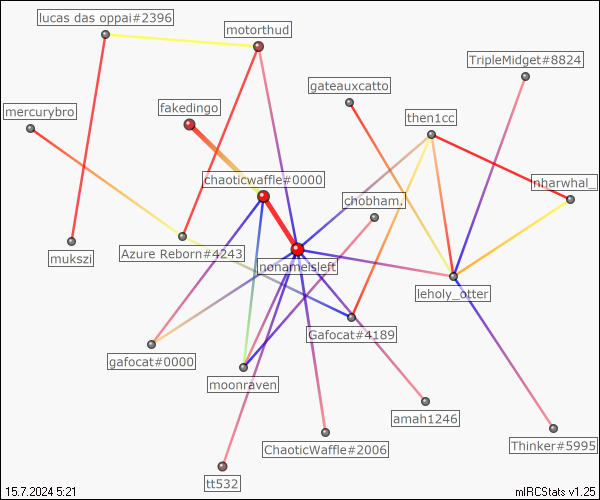 lucas das oppai#2396
motorthud
TripleMidget#8824
gateauxcatto
mercurybro
fakedingo
then1cc
chaoticwaffle#0000
nharwhal_
chobham,
Azure Reborn#4243
mukszi
nonameisleft
leholy_otter
Gafocat#4189
gafocat#0000
moonraven
amah1246
ChaoticWaffle#2006
Thinker#5995
tt532
15.7.2024 5:21
mIRCStats v1.25